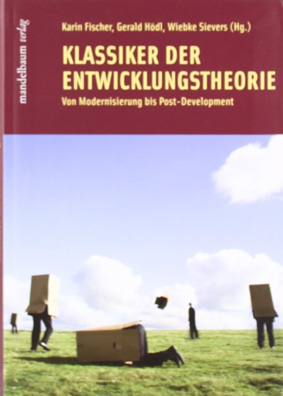 Karin Fischer, Gerald Hödl, Wiebke Sievers (Hg.)
KLASSIKER DER
ENTWICKLUNGSTHEORIE
Von Modernisierung bis Post-Development
mandelbaum verlag